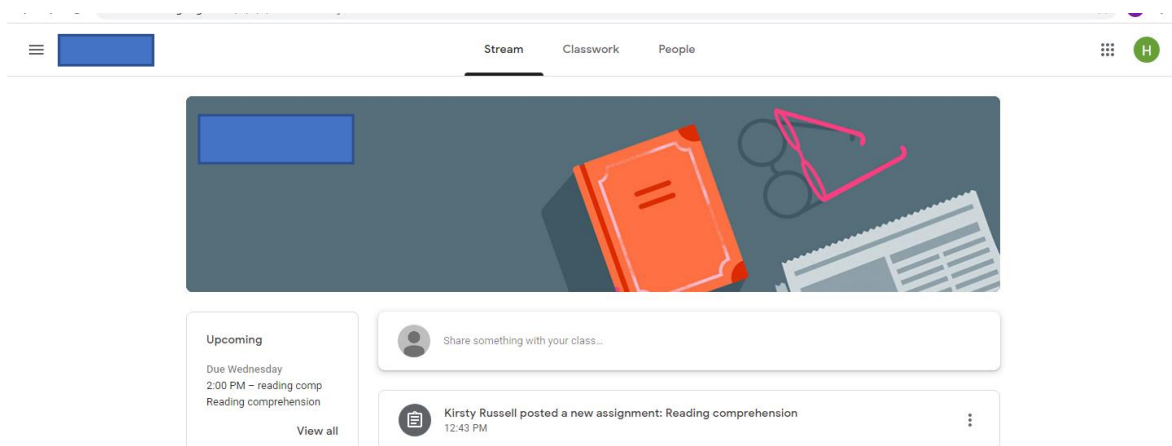 Stream Classwork People
H
Upcoming
Due Wednesday
2:00 PM – reading comp
Reading comprehension
View all
Share something with your class...
Kirsty Russell posted a new assignment: Reading comprehension
12:43 PM